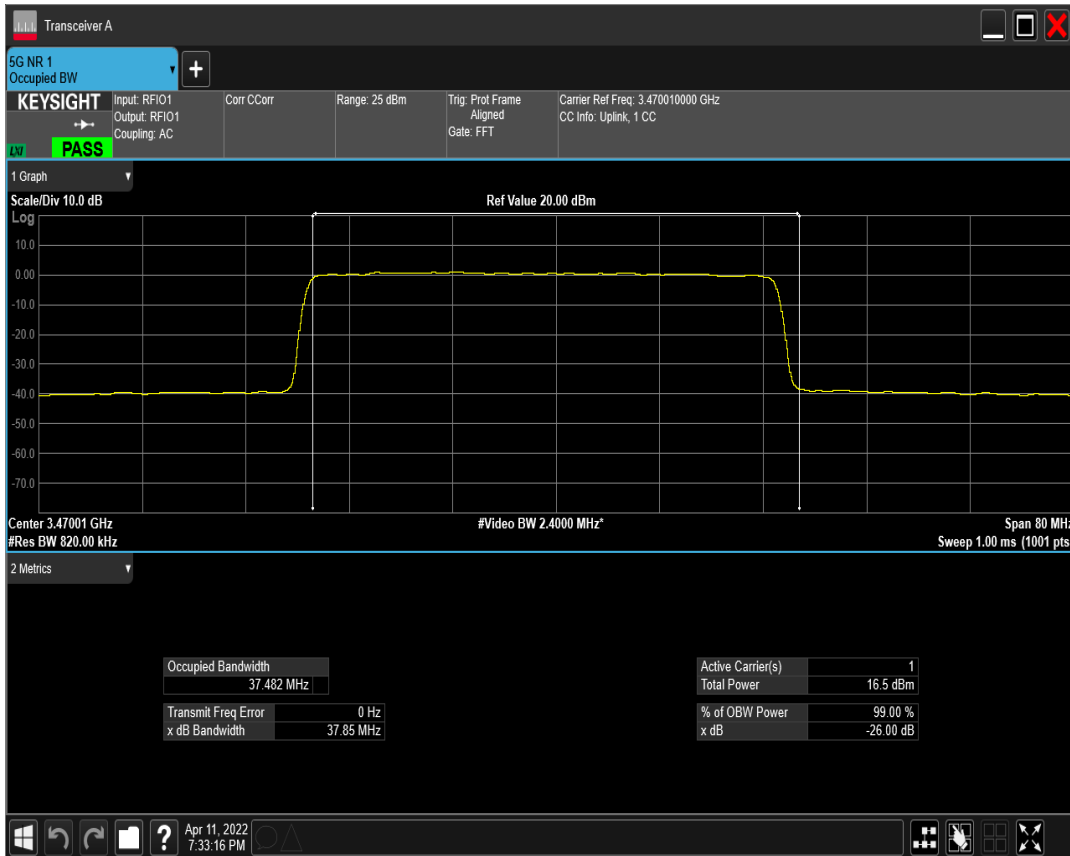 Transceiver A
5G NR 1
Occupied BW
KEYSIGHT
Input: RFIO1
Output: RFIO1
Coupling: AC
Corr CCorr
Range: 25 dBm
Trig: Prot Frame
Aligned
Gate: FFT
Carrier Ref Freq: 3.470010000 GHz
CC Info: Uplink, 1 CC
LXI
PASS
1 Graph
Scale/Div 10.0 dB
Ref Value 20.00 dBm
Log
10.0
0.00
-10.0
-20.0
-30.0
-40.0
-50.0
-60.0
-70.0
Center 3.47001 GHz
#Video BW 2.4000 MHz*
Span 80 MHz
#Res BW 820.00 kHz
Sweep 1.00 ms (1001 pts
2 Metrics
Occupied Bandwidth
37.482 MHz
Transmit Freq Error 0 Hz
x dB Bandwidth 37.85 MHz
Active Carrier(s) 1
Total Power 16.5 dBm
% of OBW Power 99.00 %
x dB -26.00 dB
Apr 11, 2022
7:33:16 PM